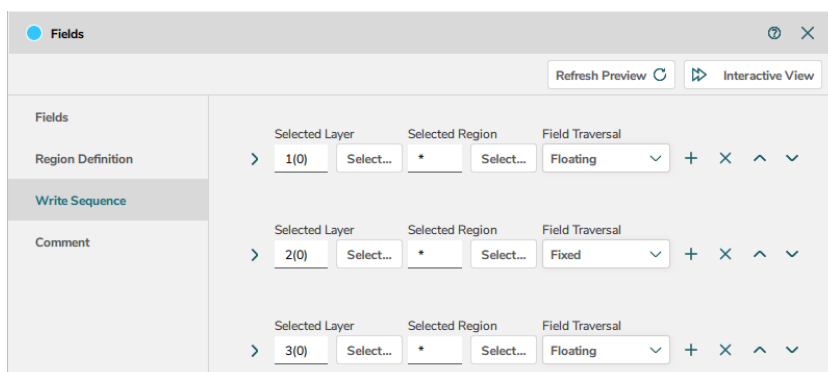 Fields
Refresh Preview
Interactive View
Fields
Region Definition
Write Sequence
Comment
Selected Layer Selected Region Field Traversal
1(0) Select... * Select... Floating
Selected Layer Selected Region Field Traversal
2(0) Select... * Select... Fixed
Selected Layer Selected Region Field Traversal
3(0) Select... * Select... Floating